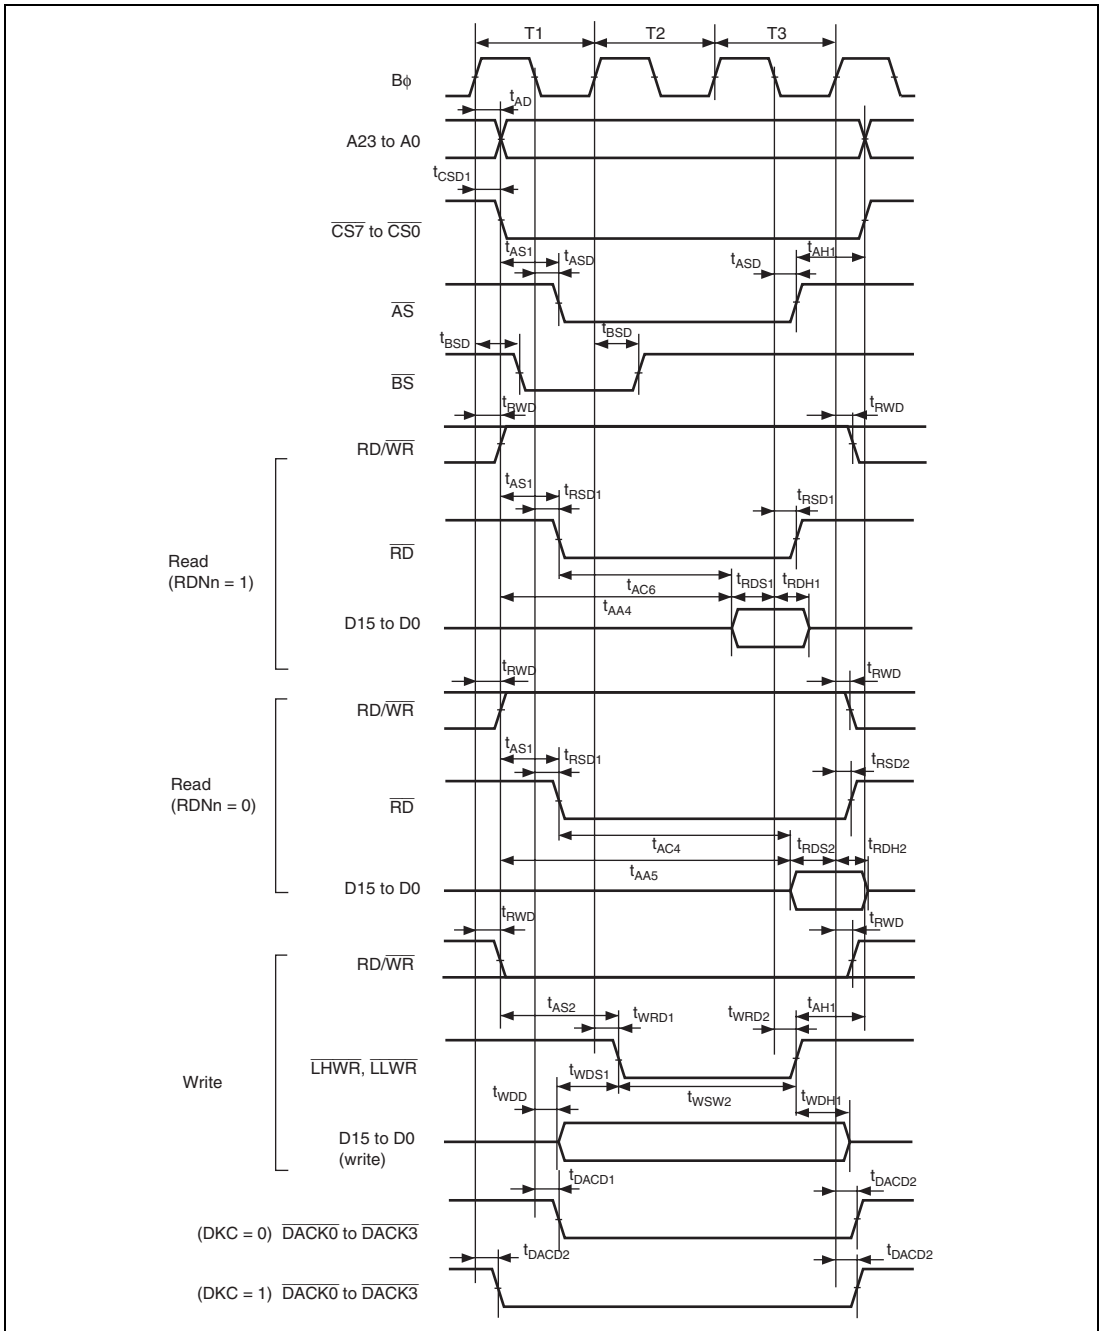 T1 T2 T3
Bϕ
tAD
A23 to A0
tCSD1
CS7 to CS0
tAS1 tASD tASD tAH1
AS
tBSD tBSD
BS
tRWD tRWD
RD/WR
tAS1 tRSD1 tRSD1
RD
Read
(RDNn = 1)
tAC6 tRDS1 tRDH1
tAA4
D15 to D0
tRWD tRWD
RD/WR
tAS1 tRSD1 tRSD2
Read
(RDNn = 0)
RD
tAC4 tRDS2 tRDH2
tAA5
D15 to D0
tRWD tRWD
RD/WR
tAS2 tWRD1 tWRD2 tAH1
LHWR, LLWR
Write
tWDD tWDS1 tWSW2 tWDH1
D15 to D0
(write)
tDACD1 tDACD2
(DKC = 0) DACK0 to DACK3
tDACD2 tDACD2
(DKC = 1) DACK0 to DACK3